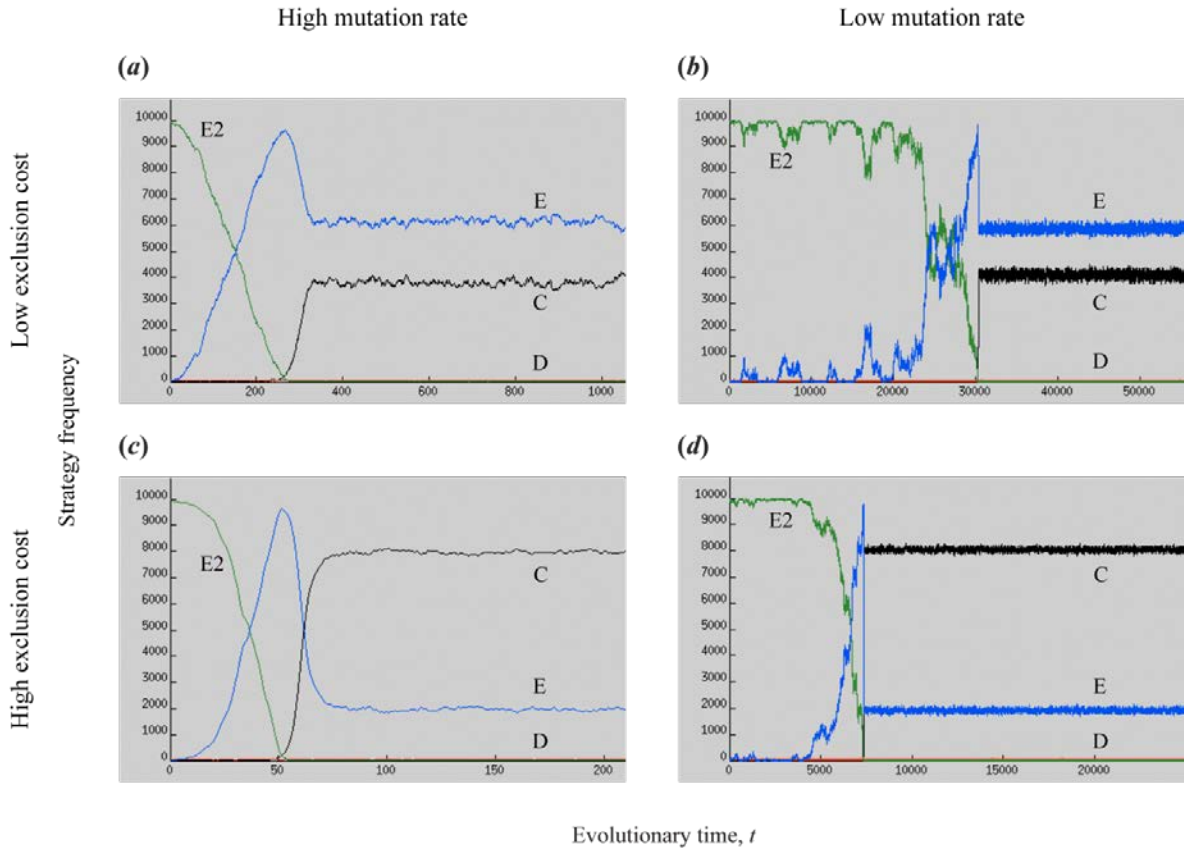 High mutation rate
Low mutation rate
Low exclusion cost
High exclusion cost
Strategy frequency
(a)
10000
9000
8000
7000
6000
5000
4000
3000
2000
1000
0
E2
E
C
D
0 200 400 600 800 1000
(b)
10000
9000
8000
7000
6000
5000
4000
3000
2000
1000
0
E2
E
C
D
0 10000 20000 30000 40000 50000
(c)
10000
9000
8000
7000
6000
5000
4000
3000
2000
1000
0
E2
C
E
D
0 50 100 150 200
(d)
10000
9000
8000
7000
6000
5000
4000
3000
2000
1000
0
E2
C
E
D
0 5000 10000 15000 20000
Evolutionary time, t